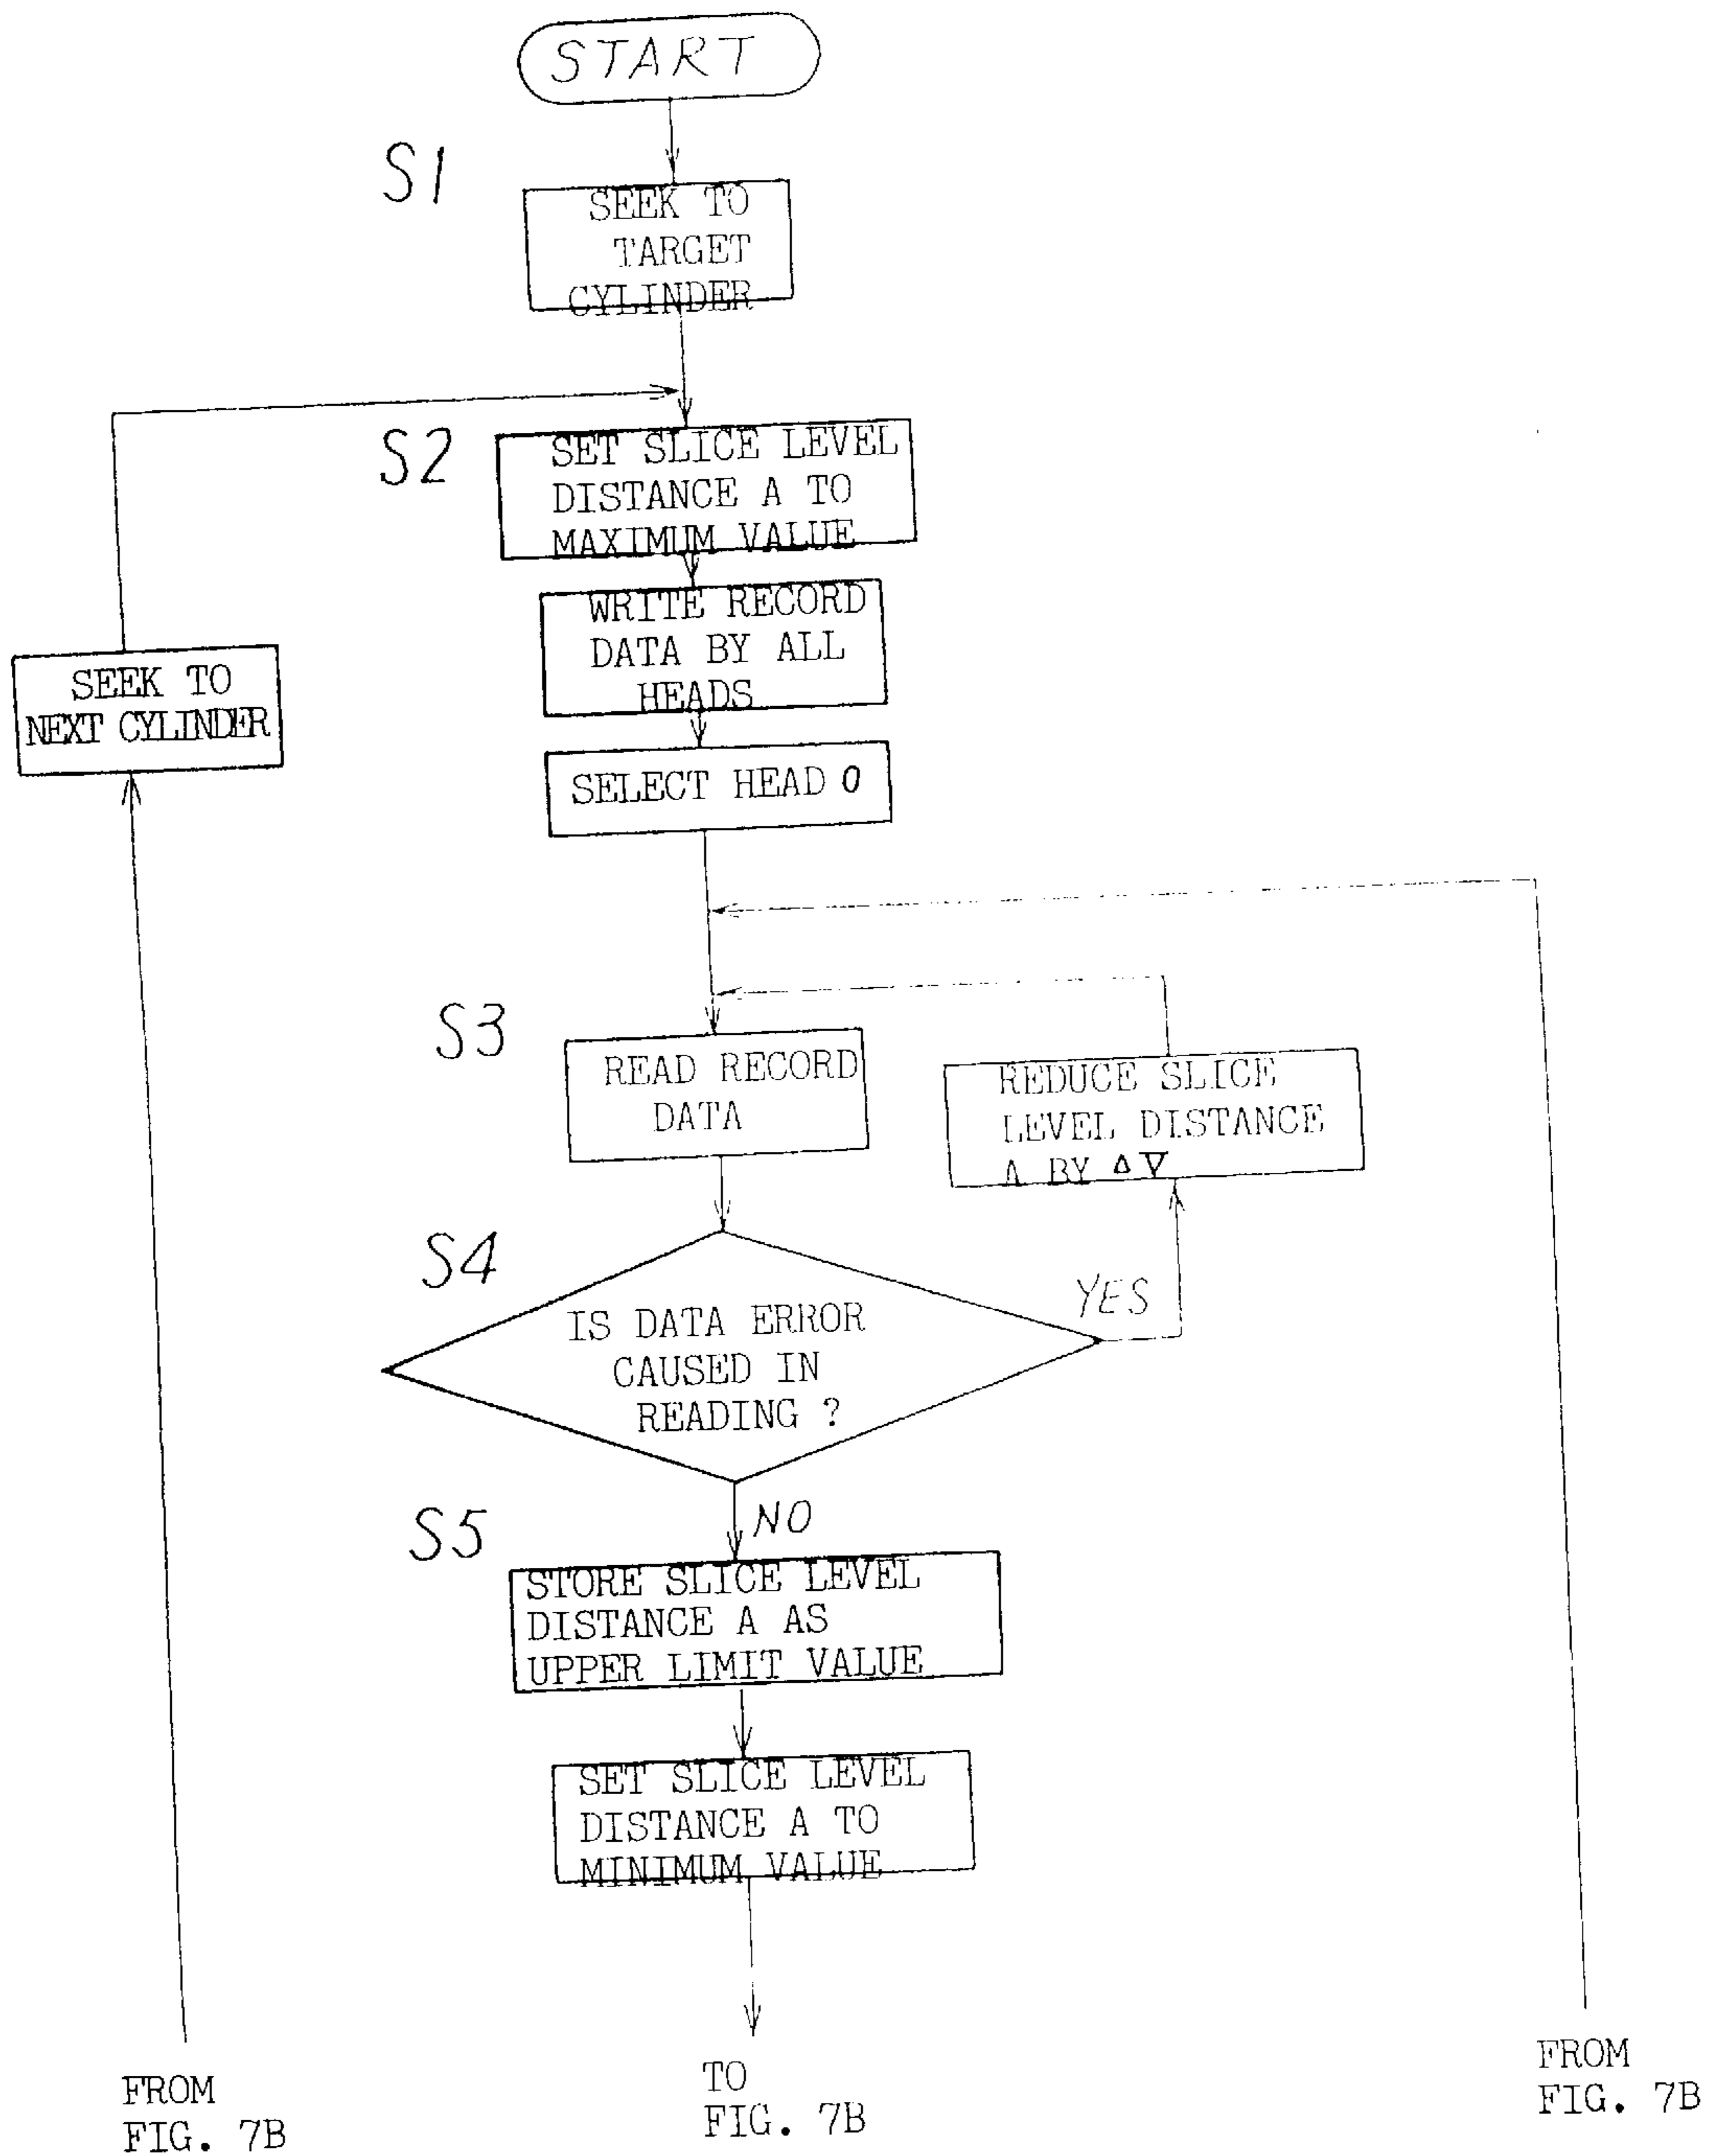 START
S1
SEEK TO
TARGET
CYLINDER
S2
SET SLICE LEVEL
DISTANCE A TO
MAXIMUM VALUE
WRITE RECORD
DATA BY ALL
HEADS
SEEK TO
NEXT CYLINDER
SELECT HEAD 0
S3
READ RECORD
DATA
REDUCE SLICE
LEVEL DISTANCE
A BY ΔV
S4
IS DATA ERROR
CAUSED IN
READING ?
YES
NO
S5
STORE SLICE LEVEL
DISTANCE A AS
UPPER LIMIT VALUE
SET SLICE LEVEL
DISTANCE A TO
MINIMUM VALUE
FROM
FIG. 7B
TO
FIG. 7B
FROM
FIG. 7B